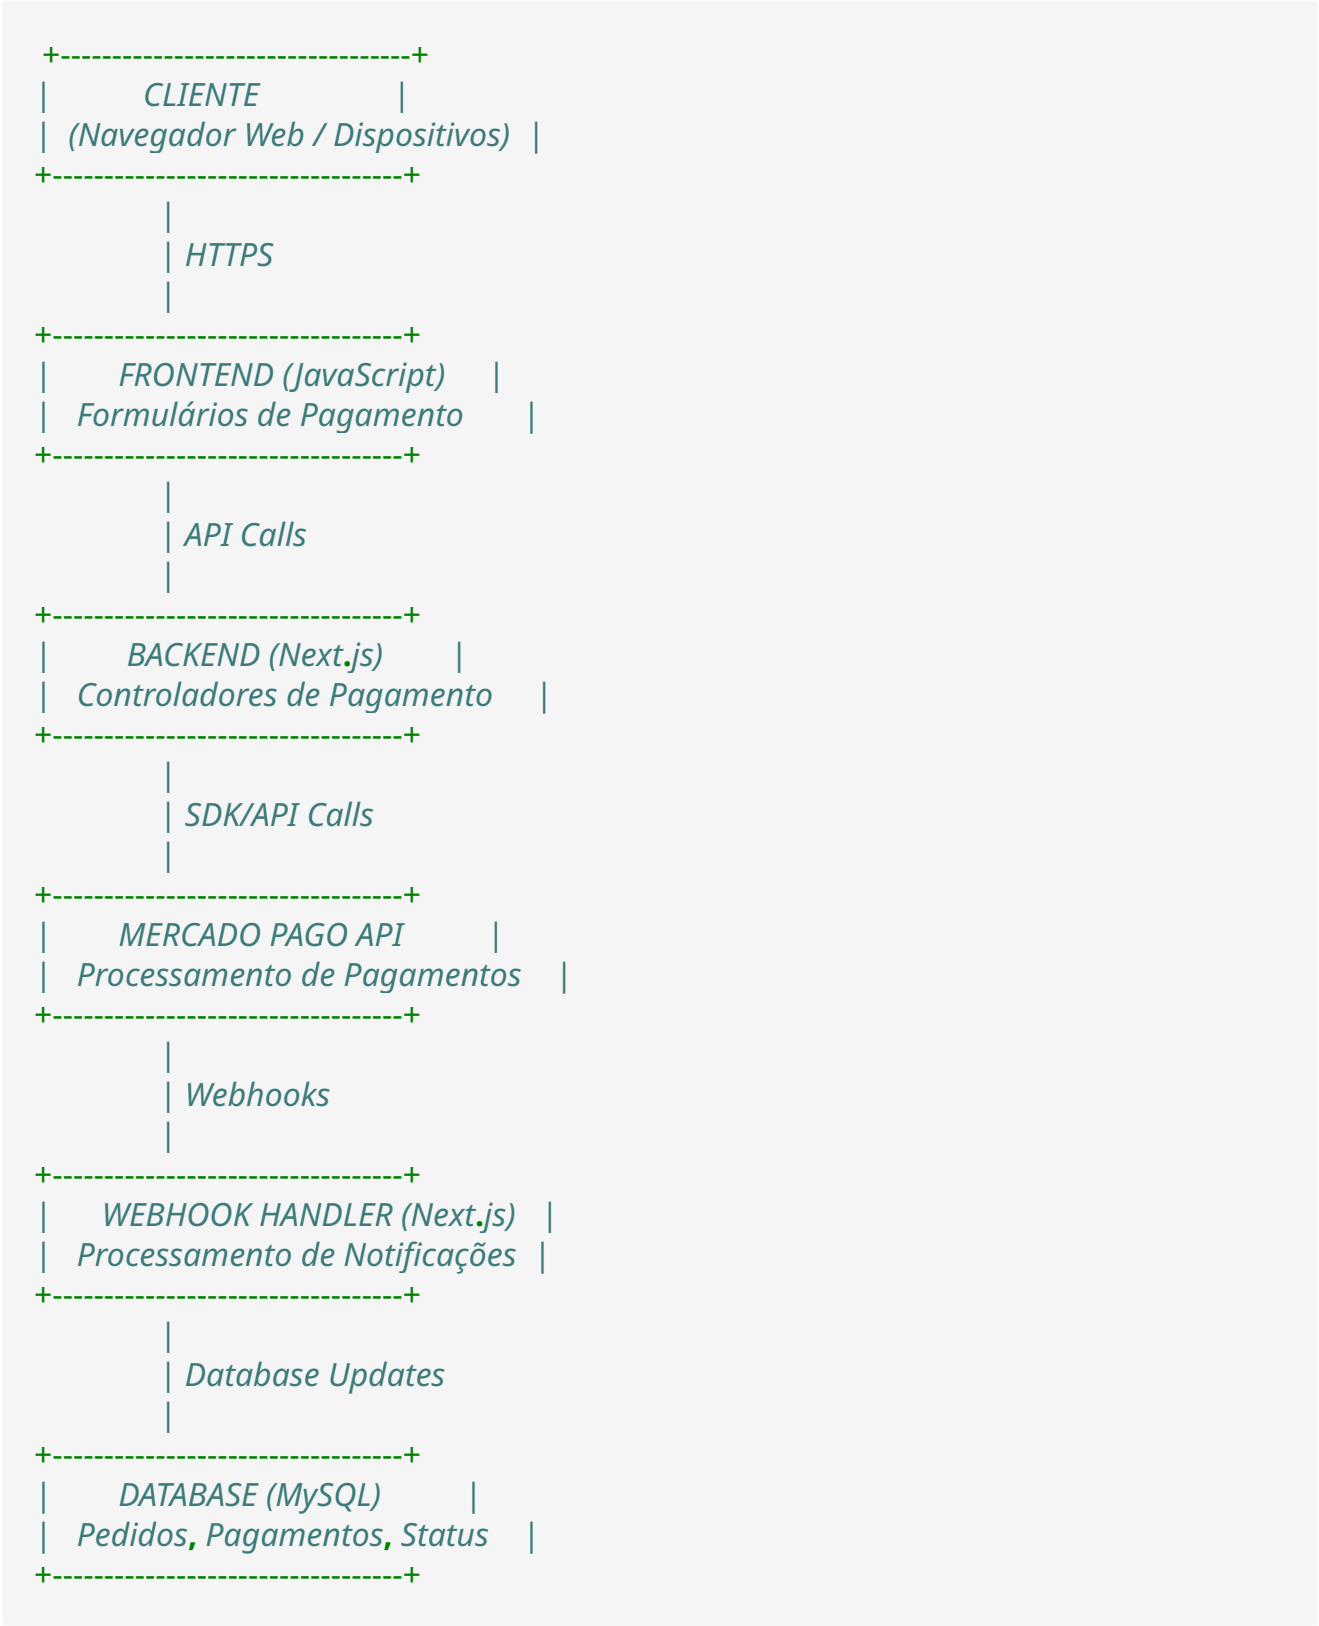 +----------------------------------+
|           CLIENTE                |
|  (Navegador Web / Dispositivos)  |
+----------------------------------+
|
| HTTPS
|
+----------------------------------+
|        FRONTEND (JavaScript)     |
|   Formulários de Pagamento       |
+----------------------------------+
|
| API Calls
|
+----------------------------------+
|         BACKEND (Next.js)        |
|   Controladores de Pagamento     |
+----------------------------------+
|
| SDK/API Calls
|
+----------------------------------+
|        MERCADO PAGO API          |
|   Processamento de Pagamentos    |
+----------------------------------+
|
| Webhooks
|
+----------------------------------+
|      WEBHOOK HANDLER (Next.js)   |
|   Processamento de Notificações  |
+----------------------------------+
|
| Database Updates
|
+----------------------------------+
|        DATABASE (MySQL)          |
|   Pedidos, Pagamentos, Status    |
+----------------------------------+